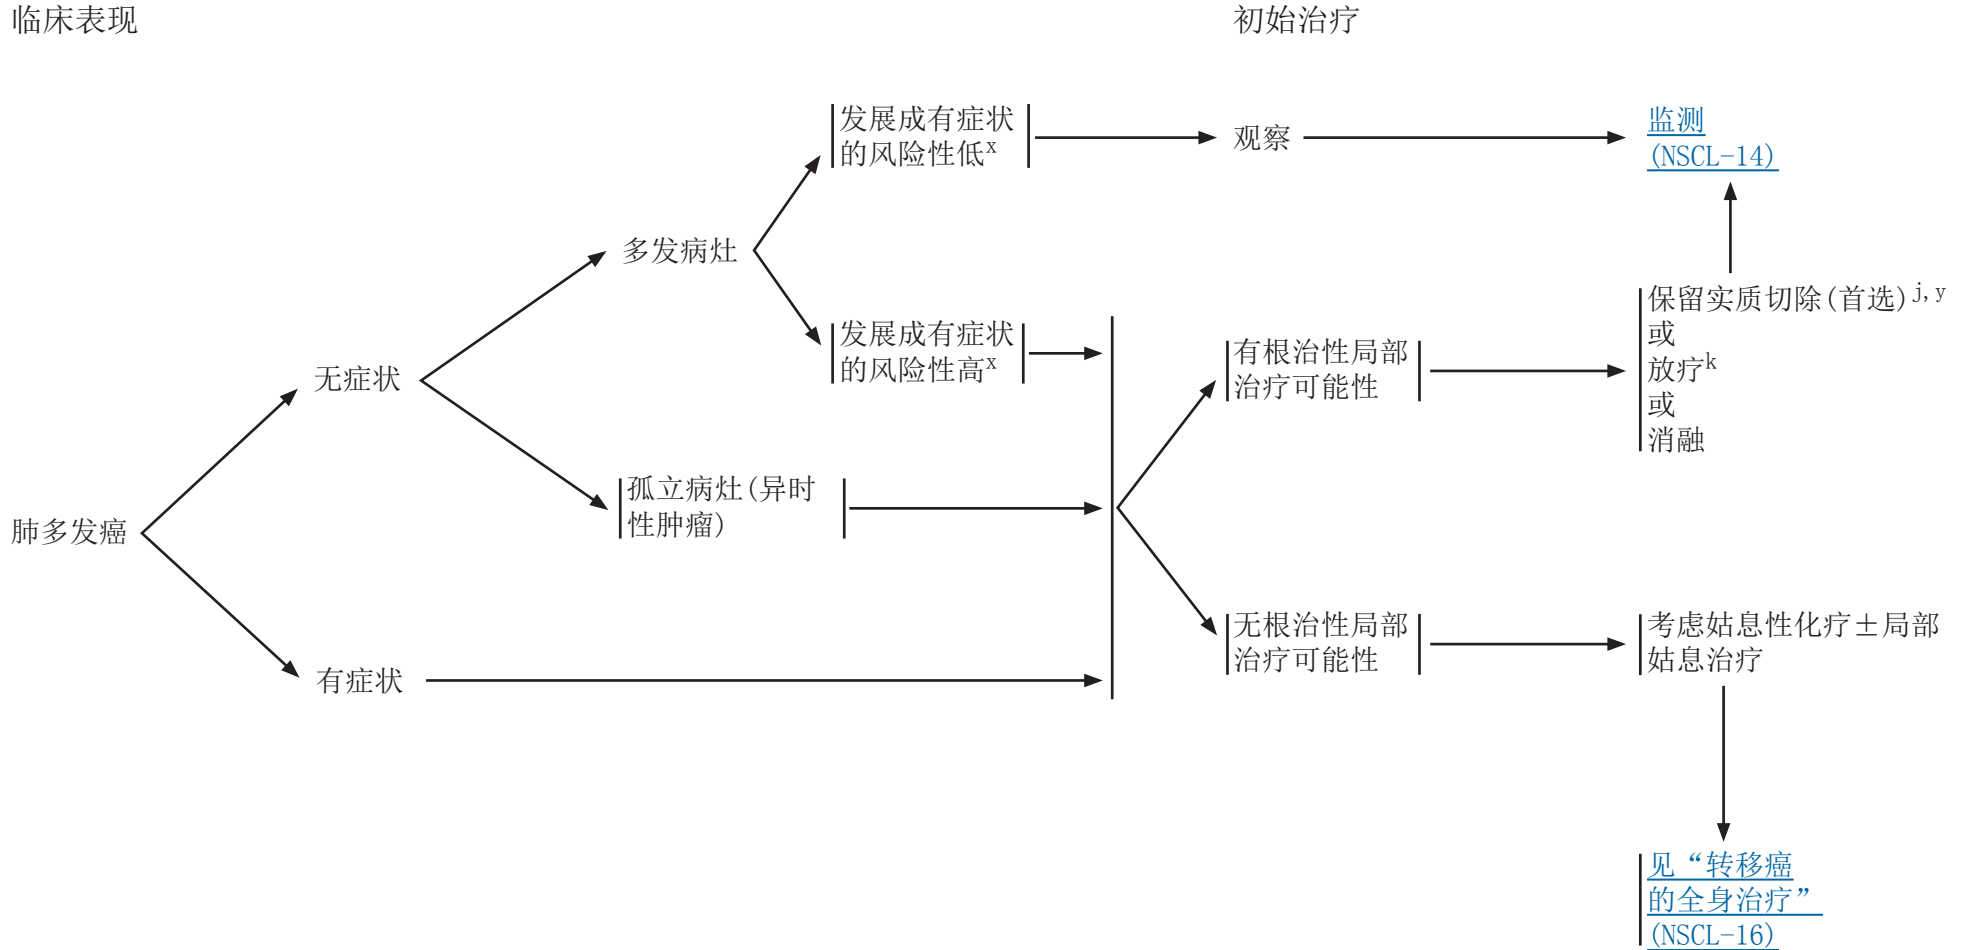 临床表现
初始治疗
发展成有症状
的风险性低x
观察
监测
(NSCL-14)
多发病灶
发展成有症状
的风险性高x
无症状
有根治性局部
治疗可能性
保留实质切除(首选)j,y
或
放疗k
或
消融
孤立病灶(异时
性肿瘤)
肺多发癌
无根治性局部
治疗可能性
考虑姑息性化疗±局部
姑息治疗
有症状
见“转移癌
的全身治疗”
(NSCL-16)